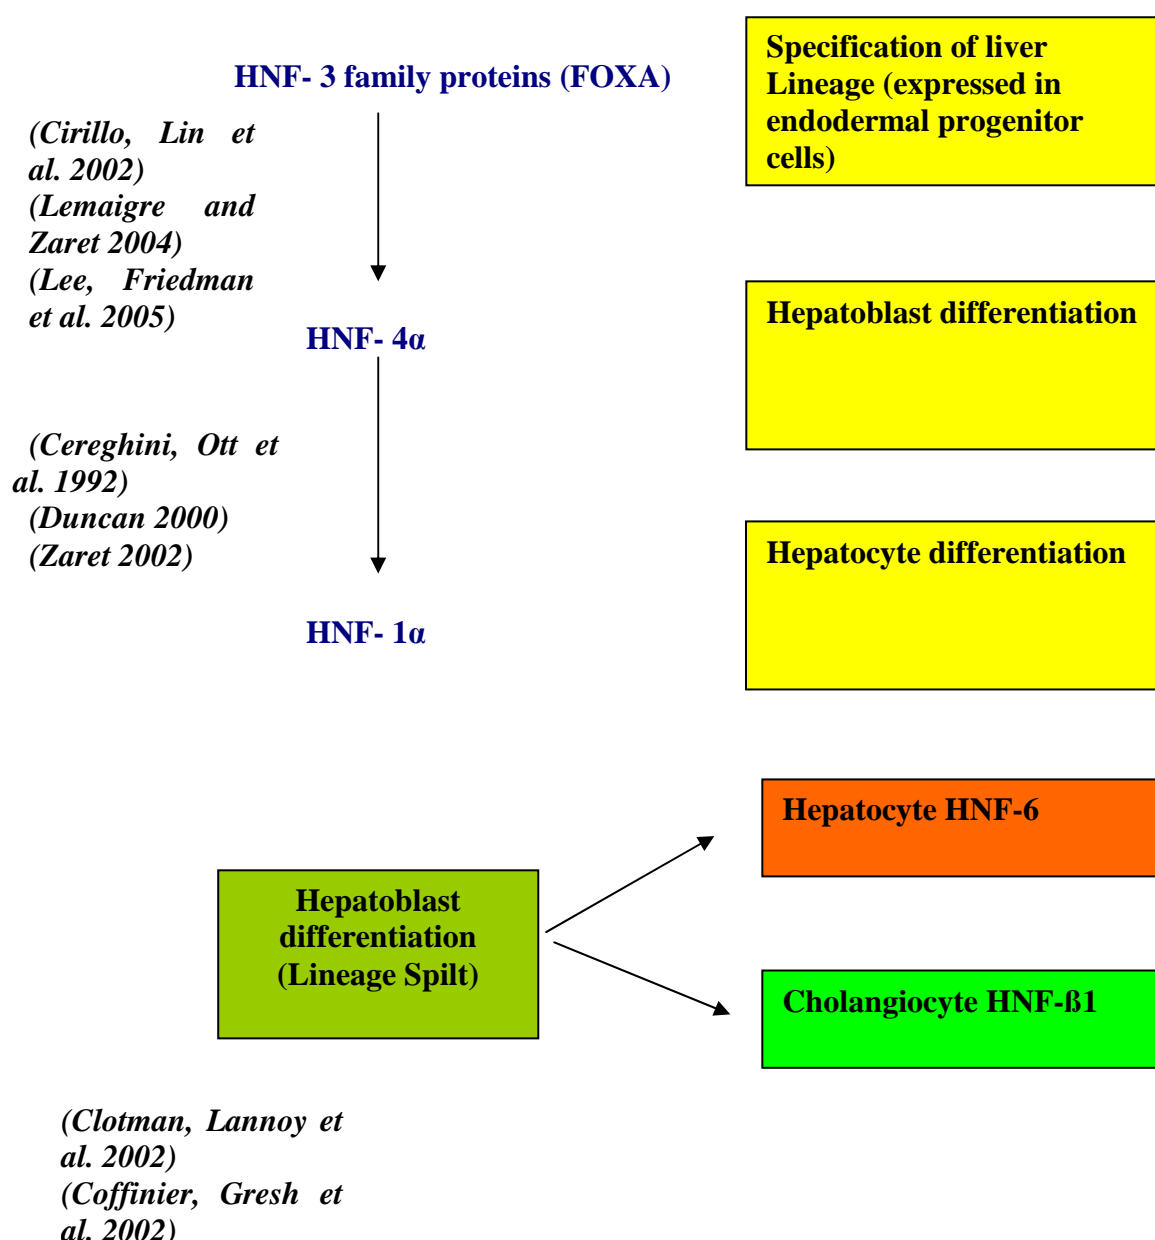 HNF- 3 family proteins (FOXA)
Specification of liver
Lineage (expressed in
endodermal progenitor
cells)
(Cirillo, Lin et
al. 2002)
(Lemaigre and
Zaret 2004)
(Lee, Friedman
et al. 2005)
HNF- 4α
Hepatoblast differentiation
(Cereghini, Ott et
al. 1992)
(Duncan 2000)
(Zaret 2002)
Hepatocyte differentiation
HNF- 1α
Hepatocyte HNF-6
Hepatoblast
differentiation
(Lineage Spilt)
Cholangiocyte HNF-ß1
(Clotman, Lannoy et
al. 2002)
(Coffinier, Gresh et
al. 2002)